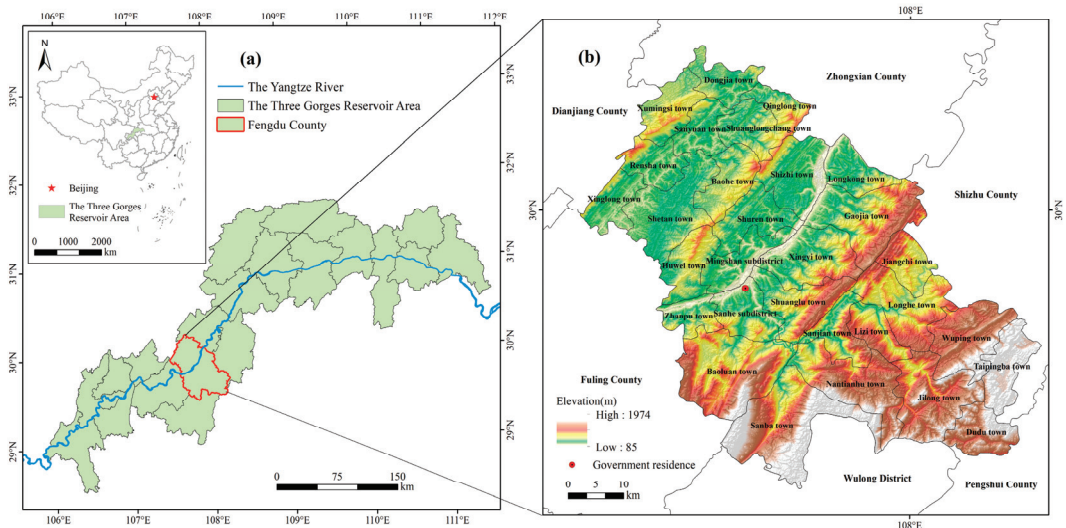 106°E
107°E
108°E
109°E
110°E
111°E
112°E
(a)
N
Beijing
The Three Gorges
Reservoir Area
0 1000 2000
km
The Yangtze River
The Three Gorges Reservoir Area
Fengdu County
33°N
32°N
31°N
30°N
29°N
33°N
32°N
31°N
30°N
29°N
0 75 150
km
106°E
107°E
108°E
109°E
110°E
111°E
108°E
(b)
Zhongxian County
Dianjiang County
Shizhu County
30°N
30°N
Dongjia town
Xumingsi town
Qinglong town
Sanyuan town
Shuanglongchang town
Rensha town
Baohe town
Shizhi town
Longkong town
Xinglong town
Shetan town
Shuren town
Gaojia town
Huwei town
Mingshan subdistrict
Xingyi town
Jiangchi town
Shuanglu town
Longhe town
Zhanpu town
Sanhe subdistrict
Sanjian town
Lizi town
Wuping town
Baoluan town
Taipingba town
Nantianhu town
Jilong town
Sanba town
Dudu town
Fuling County
Elevation(m)
High : 1974
Low : 85
Government residence
0 5 10
km
Wulong District
Pengshui County
108°E